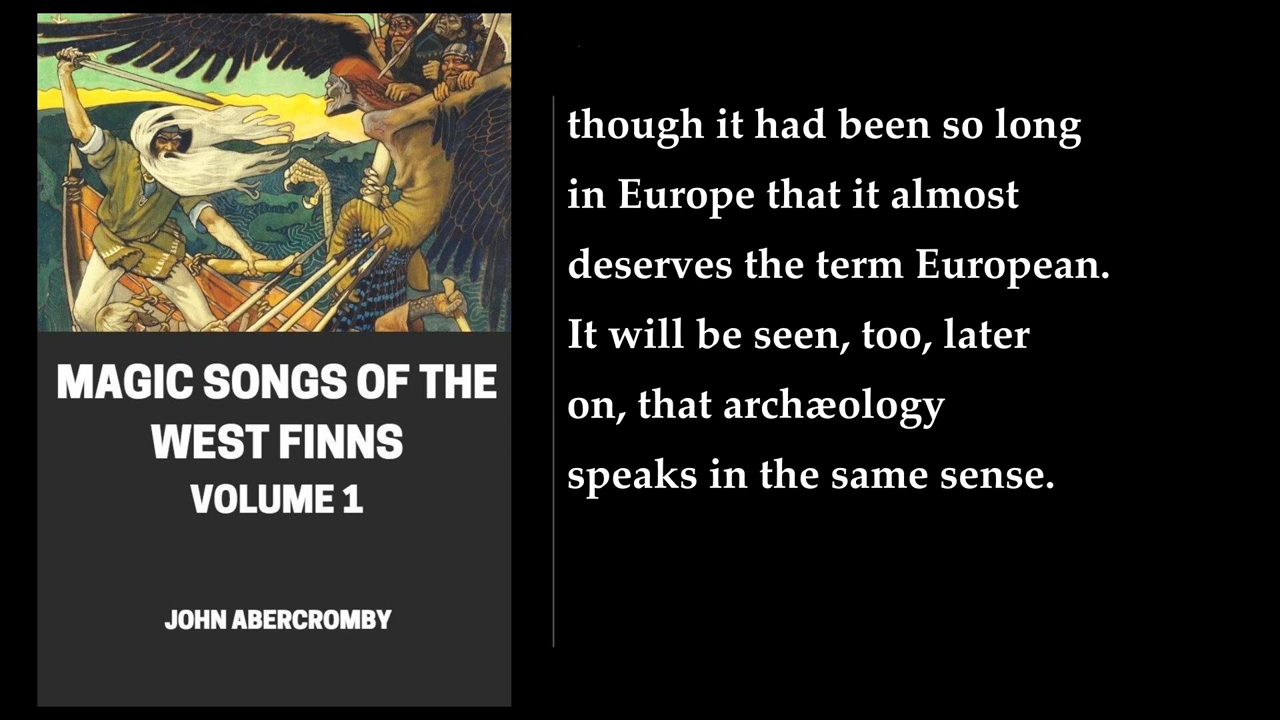 MAGIC SONGS OF THE
WEST FINNS
VOLUME 1
JOHN ABERCROMBY
though it had been so long
in Europe that it almost
deserves the term European.
It will be seen, too, later
on, that archæology
speaks in the same sense.